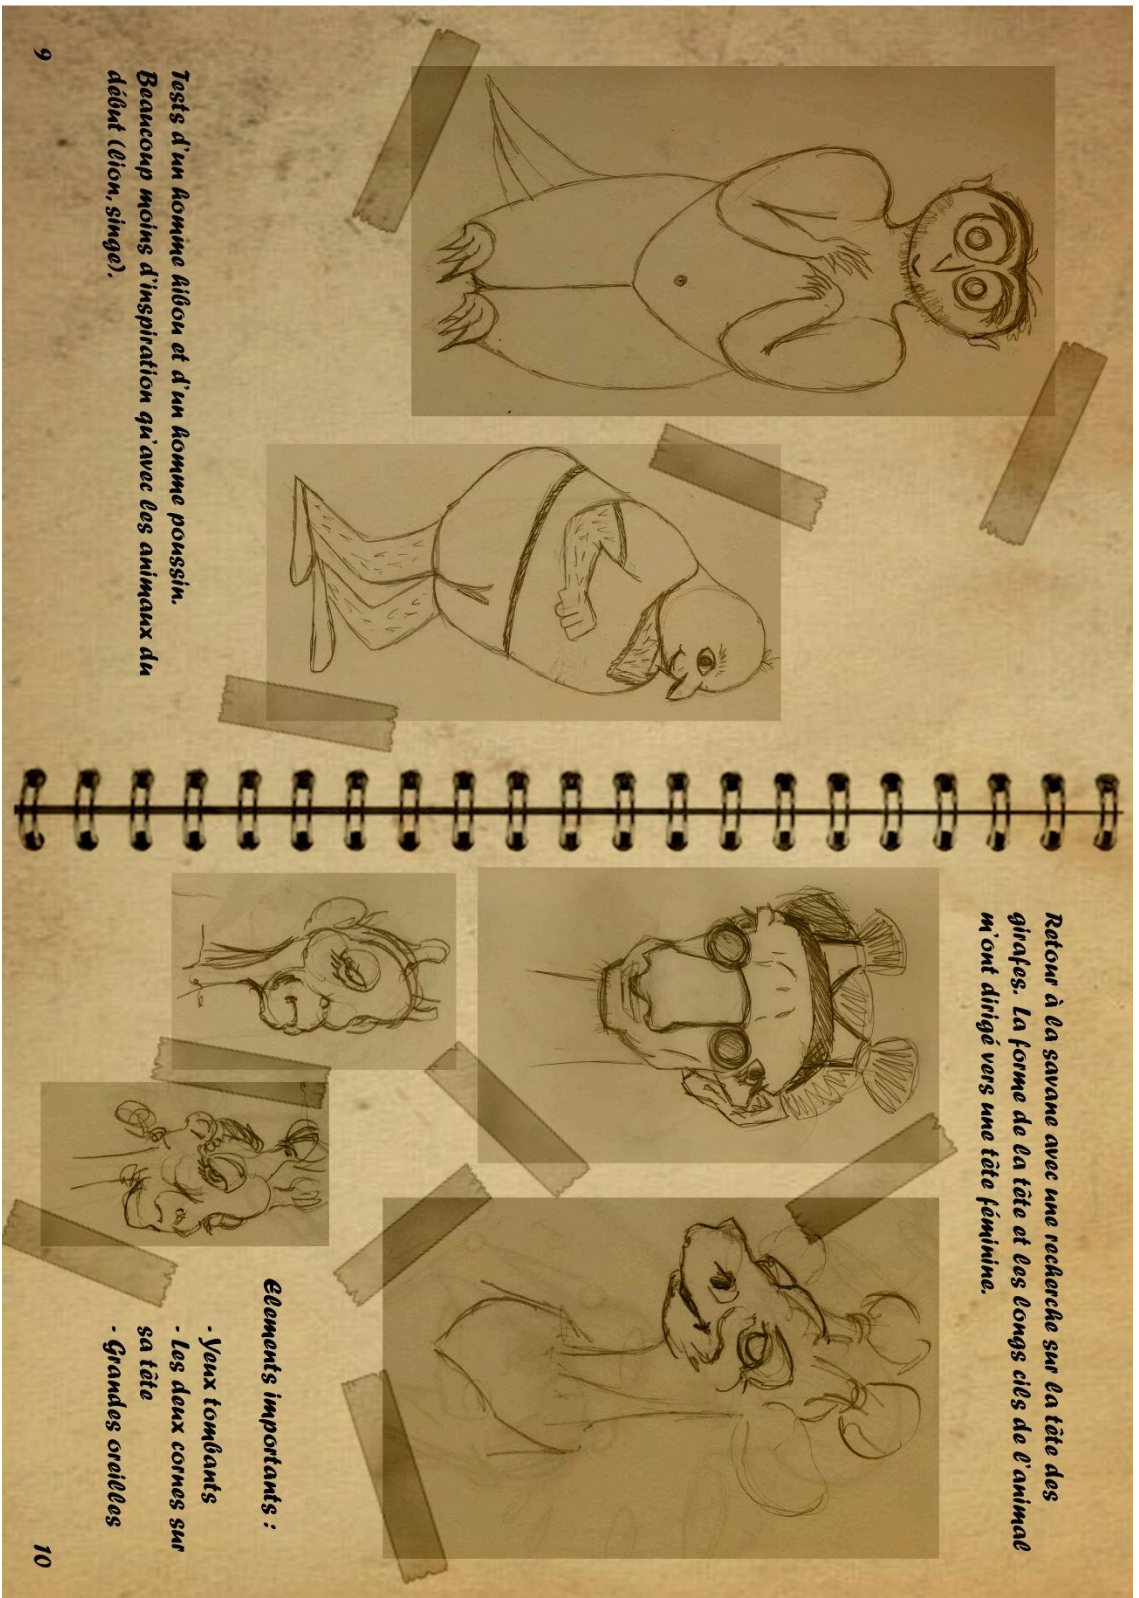 Tests d'un homme hibou et d'un homme poussin.
Beaucoup moins d'inspiration qu'avec les animaux du
début (lion, singe).
9
Retour à la savane avec une recherche sur la tête des
girafes. La forme de la tête et les longs cils de l'animal
m'ont dirigé vers une tête féminine.
Elements importants :
- Yeux tombants
- Les deux cornes sur
sa tête
- Grandes oreilles
10